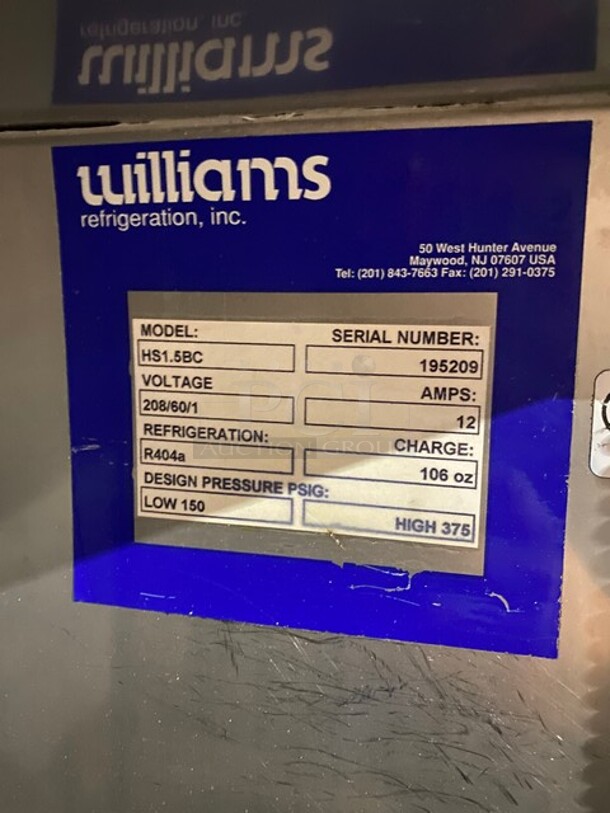 williams
refrigeration, inc.
50 West Hunter Avenue
Maywood, NJ 07607 USA
Tel: (201) 843-7663 Fax: (201) 291-0375
MODEL: SERIAL NUMBER:
HS1.5BC 195209
VOLTAGE AMPS:
208/60/1 12
REFRIGERATION: CHARGE:
R404a 106 oz
DESIGN PRESSURE PSIG:
LOW 150 HIGH 375
AUCTION GROUP